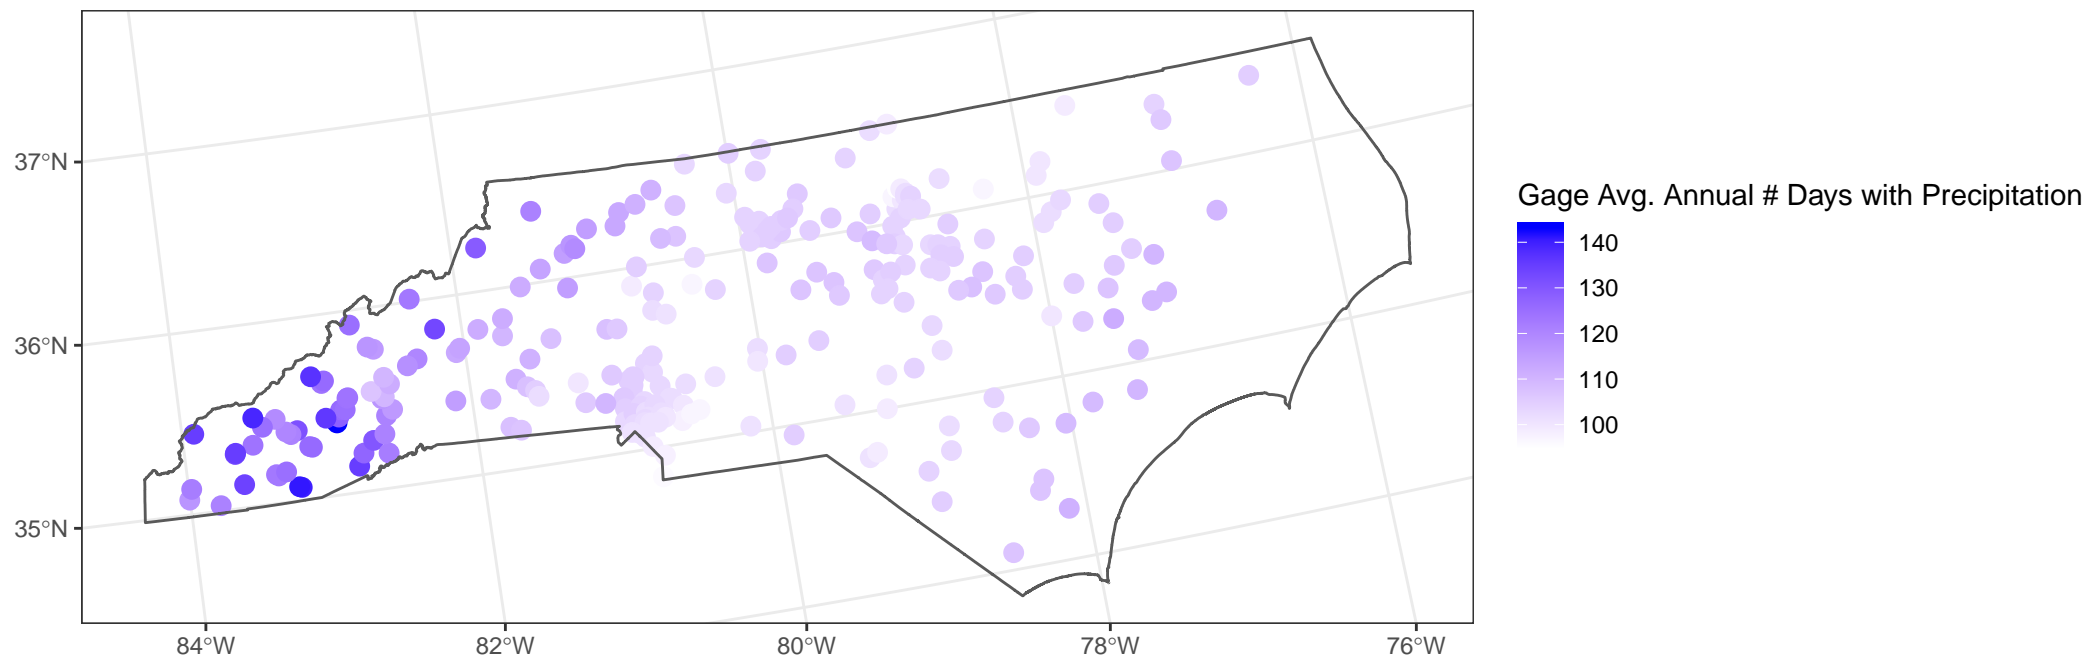 Gage Avg. Annual # Days with Precipitation
140
130
120
110
100
37°N
36°N
35°N
84°W
82°W
80°W
78°W
76°W